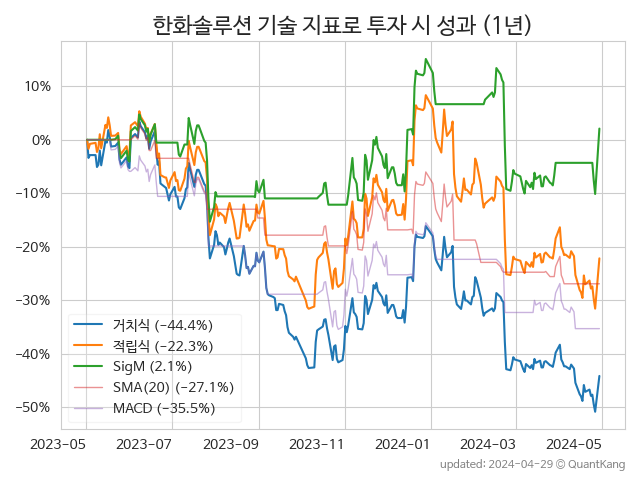 한화솔루션 기술 지표로 투자 시 성과 (1년)
10%
0%
−10%
−20%
−30%
−40%
−50%
거치식 (−44.4%)
적립식 (−22.3%)
SigM (2.1%)
SMA(20) (−27.1%)
MACD (−35.5%)
2023-05 2023-07 2023-09 2023-11 2024-01 2024-03 2024-05
updated: 2024-04-29 © QuantKang